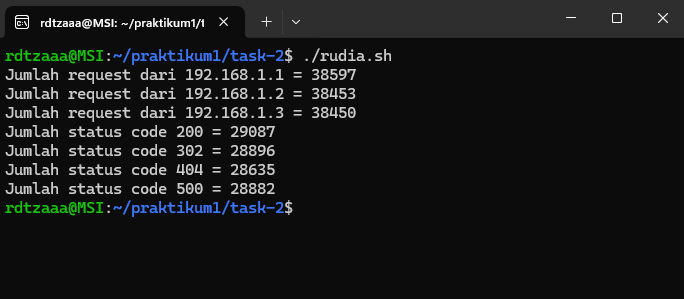 rdtzaaa@MSI: ~/praktikum1/t
rdtzaaa@MSI:~/praktikum1/task-2$ ./rudia.sh
Jumlah request dari 192.168.1.1 = 38597
Jumlah request dari 192.168.1.2 = 38453
Jumlah request dari 192.168.1.3 = 38450
Jumlah status code 200 = 29087
Jumlah status code 302 = 28896
Jumlah status code 404 = 28635
Jumlah status code 500 = 28882
rdtzaaa@MSI:~/praktikum1/task-2$